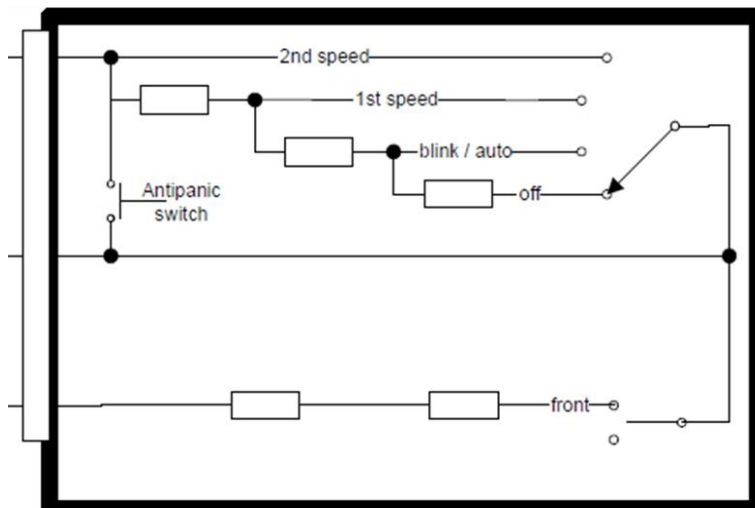 2nd speed
1st speed
blink / auto
off
Antipanic
switch
front